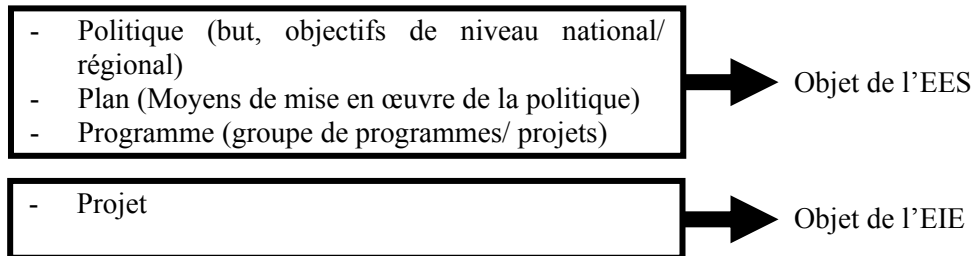 - Politique (but, objectifs de niveau national/
régional)
- Plan (Moyens de mise en œuvre de la politique)
- Programme (groupe de programmes/ projets)
Objet de l’EES
- Projet
Objet de l’EIE